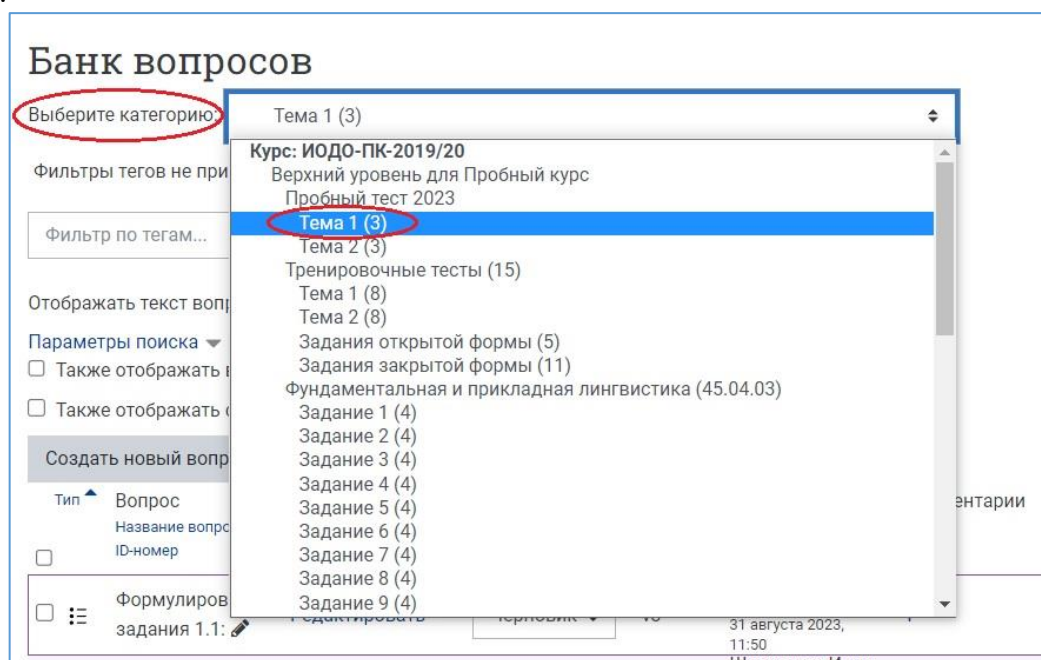 Банк вопросов
Выберите категорию: Тема 1 (3)
Курс: ИОДО-ПК-2019/20
Верхний уровень для Пробный курс
Пробный тест 2023
Тема 1 (3)
Тема 2 (3)
Тренировочные тесты (15)
Тема 1 (8)
Тема 2 (8)
Задания открытой формы (5)
Задания закрытой формы (11)
Фундаментальная и прикладная лингвистика (45.04.03)
Задание 1 (4)
Задание 2 (4)
Задание 3 (4)
Задание 4 (4)
Задание 5 (4)
Задание 6 (4)
Задание 7 (4)
Задание 8 (4)
Задание 9 (4)
Фильтры тегов не при
Фильтр по тегам...
Отображать текст воп
Параметры поиска
Также отображать
Также отображать
Создать новый вопр
Тип Вопрос ентарии
Название вопро
ID-номер
Формулиров
задания 1.1:
31 августа 2023,
11:50